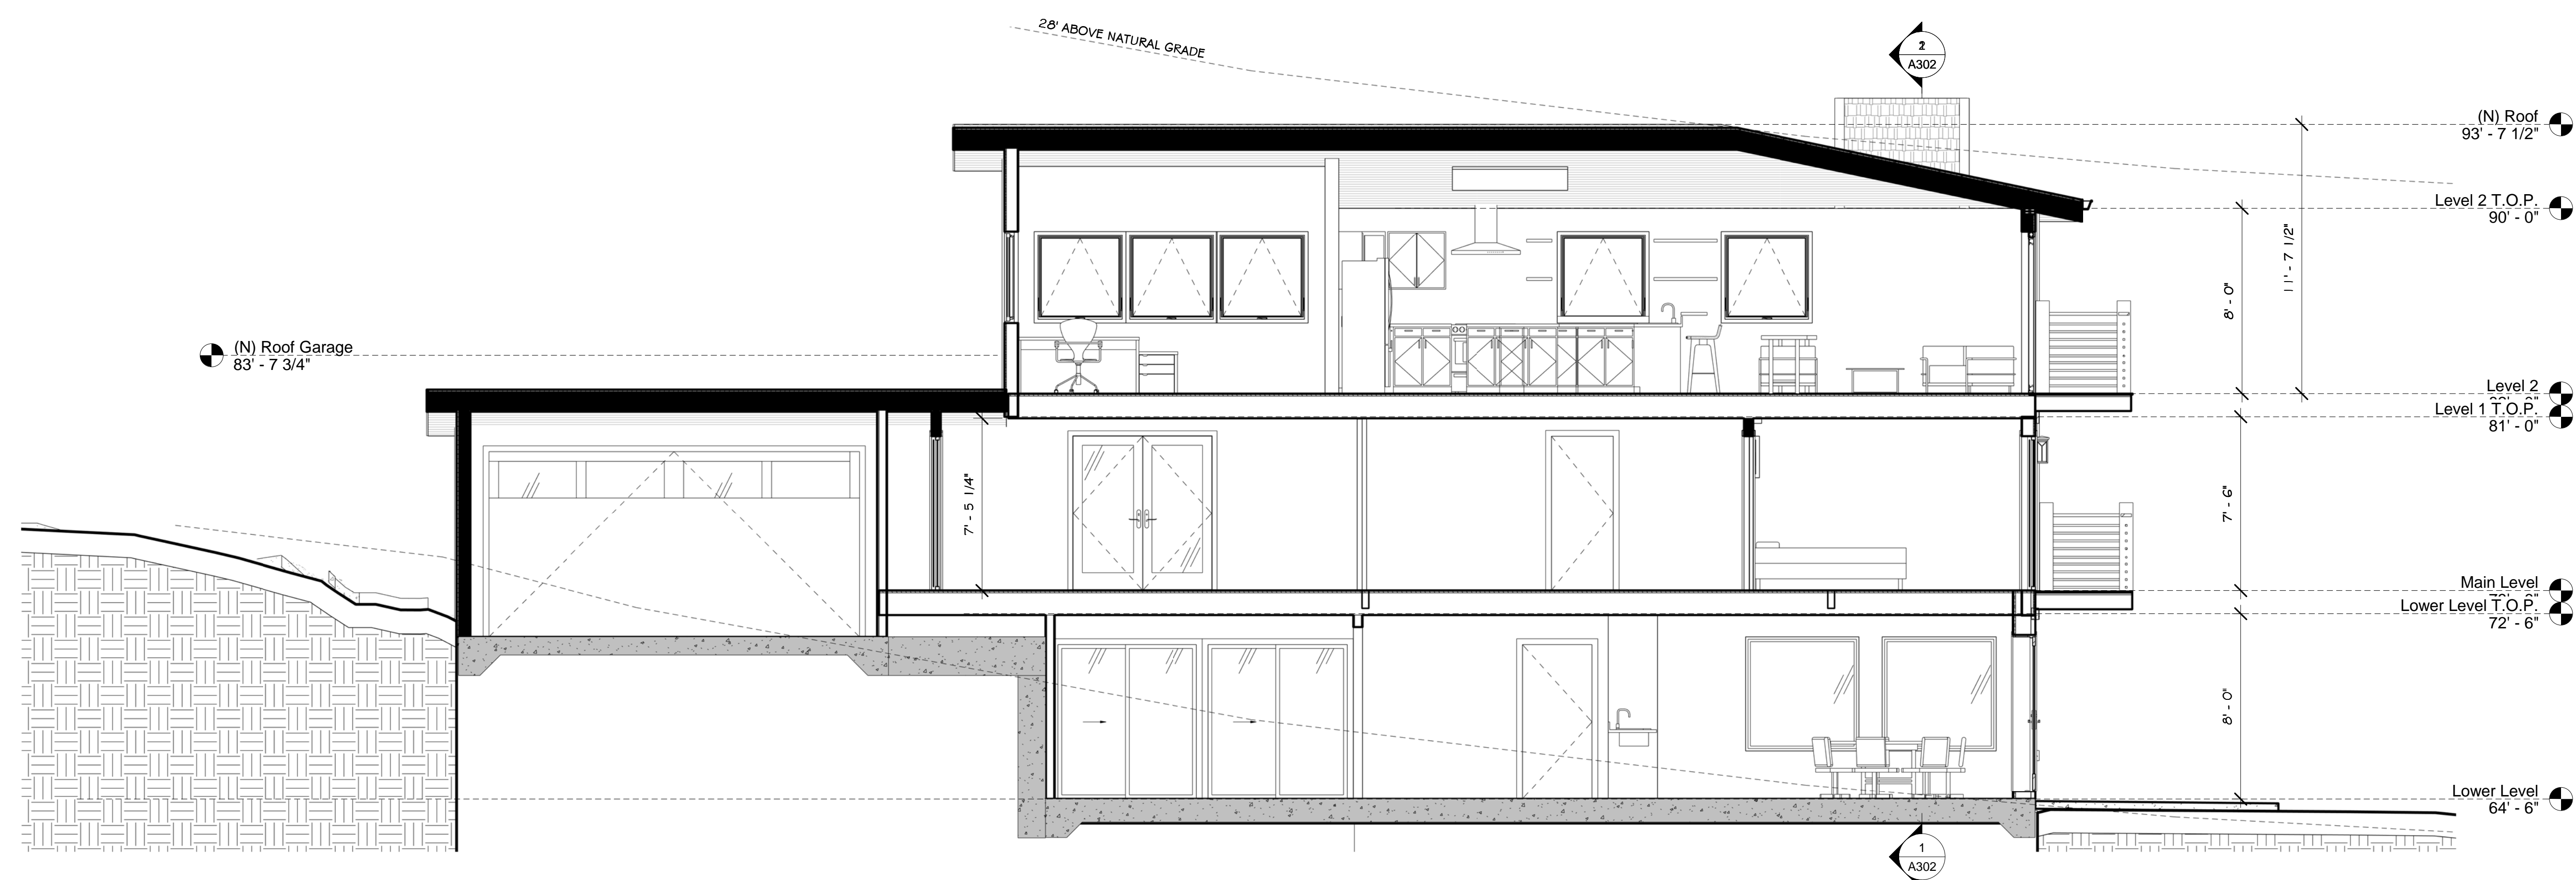 28' ABOVE NATURAL GRADE
A302
(N) Roof
93' - 7 1/2"
Level 2 T.O.P.
90' - 0"
11' - 7 1/2"
8' - 0"
(N) Roof Garage
83' - 7 3/4"
Level 2
Level 1 T.O.P.
81' - 0"
7' - 5 1/4"
7' - 6"
Main Level
Lower Level T.O.P.
72' - 6"
8' - 0"
Lower Level
64' - 6"
1
A302